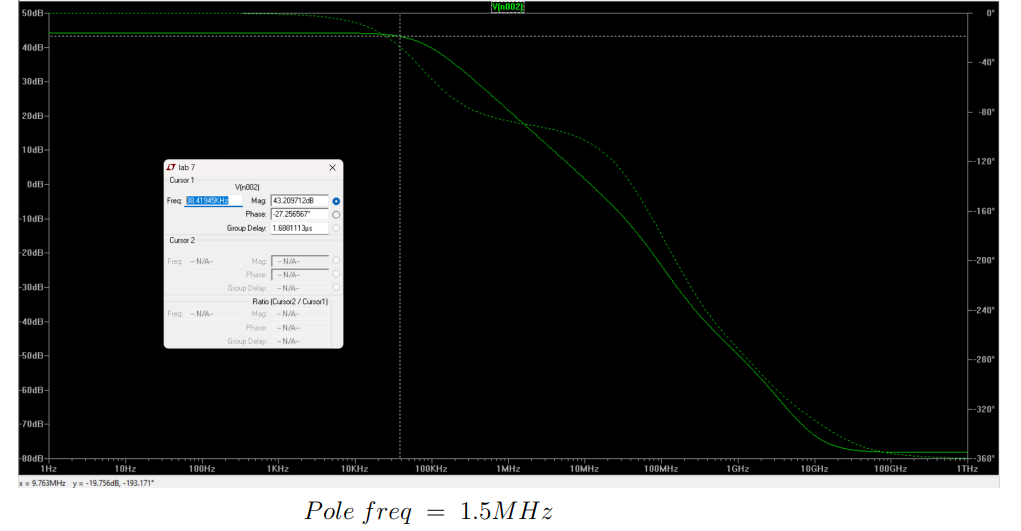 V(n002)
50dB 0°
40dB -40°
30dB
20dB -80°
10dB -120°
0dB
-10dB -160°
-20dB -200°
-30dB
-40dB -240°
-50dB -280°
-60dB
-70dB -320°
-80dB -360°
1Hz 10Hz 100Hz 1KHz 10KHz 100KHz 1MHz 10MHz 100MHz 1GHz 10GHz 100GHz 1THz
lab 7
Cursor 1
V(n002)
Freq: 38.41945KHz Mag: 43.209712dB
Phase: -27.256567°
Group Delay: 1.6881113µs
Cursor 2
Freq: -- N/A-- Mag: -- N/A--
Phase: -- N/A--
Group Delay: -- N/A--
Ratio (Cursor2 / Cursor1)
Freq: -- N/A-- Mag: -- N/A--
Phase: -- N/A--
Group Delay: -- N/A--
x = 9.763MHz y = -19.756dB, -193.171°
Pole freq = 1.5MHz